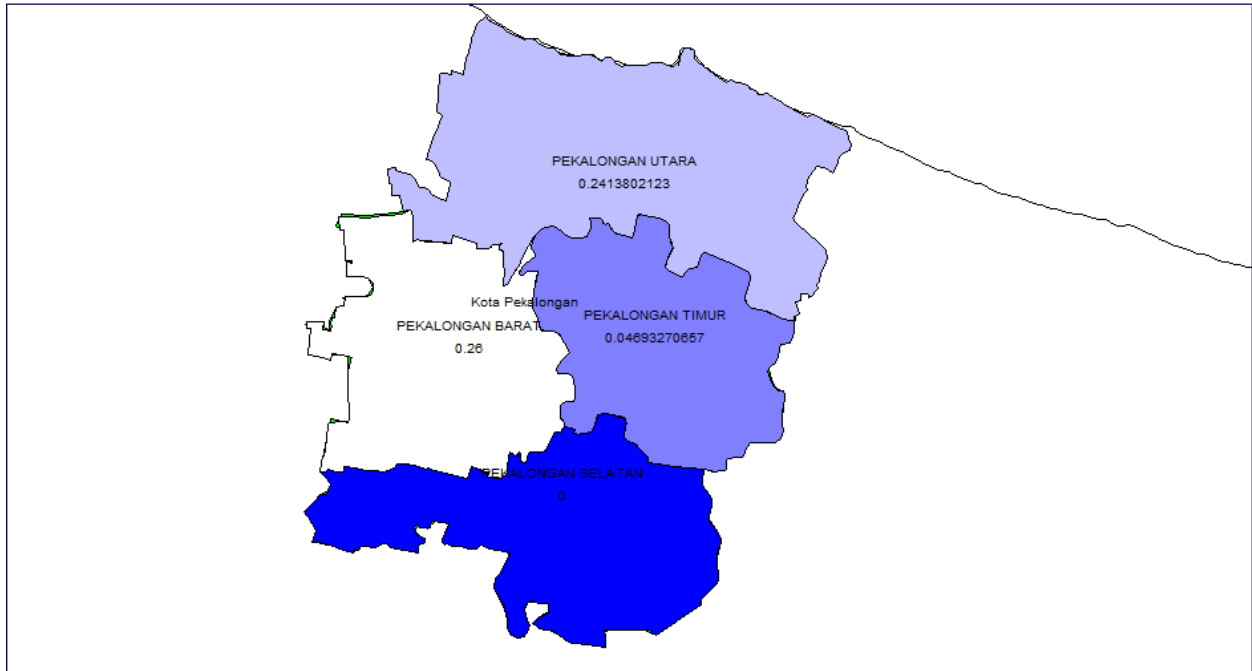 PEKALONGAN UTARA
0.2413802123
Kota Pekalongan
PEKALONGAN BARAT
0.26
PEKALONGAN TIMUR
0.04693270657
PEKALONGAN SELATAN
0